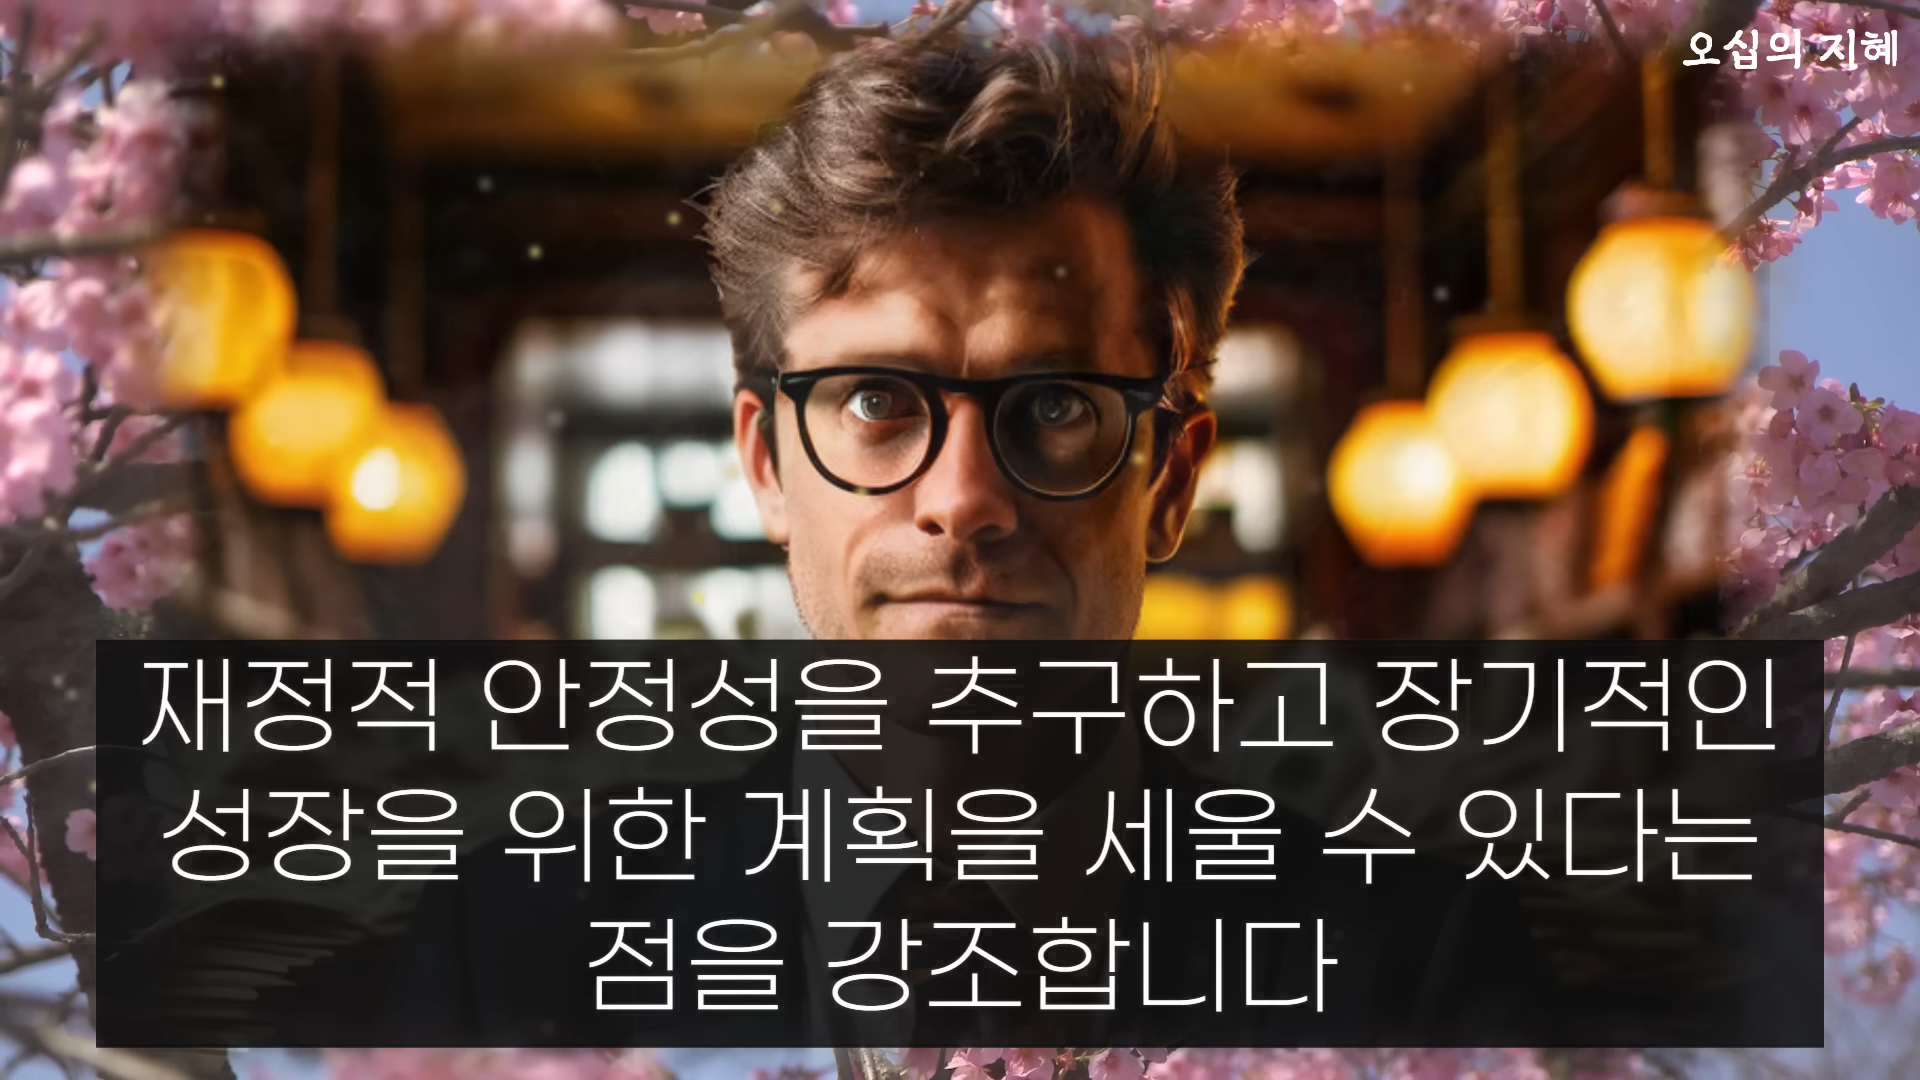 오십의 지혜
재정적 안정성을 추구하고 장기적인
성장을 위한 계획을 세울 수 있다는
점을 강조합니다